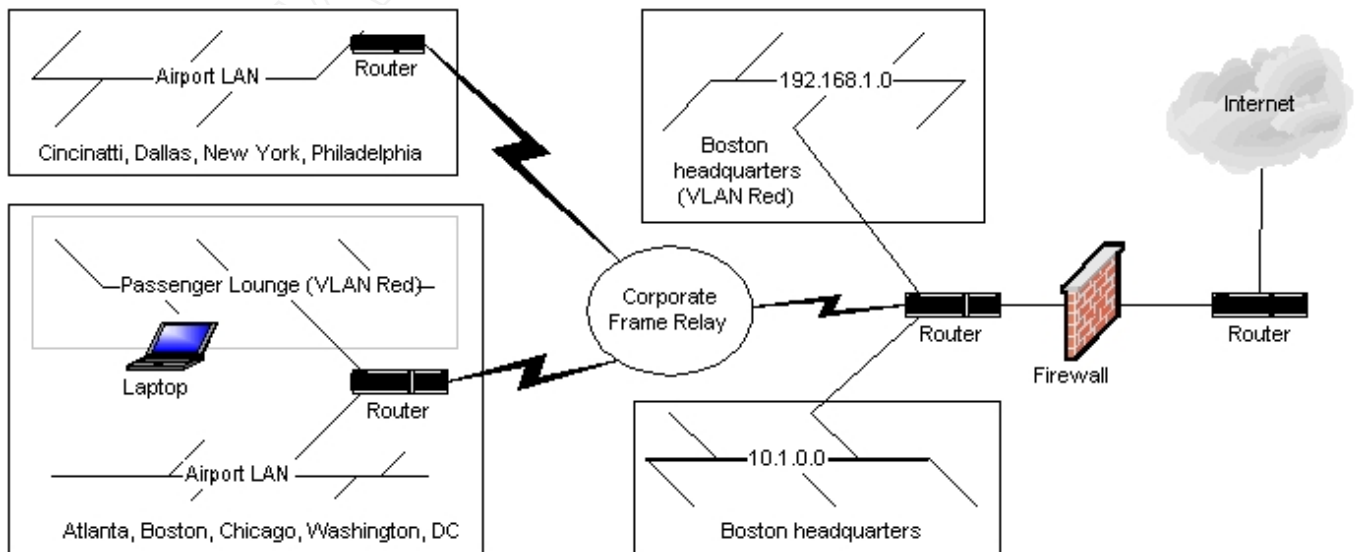 Airport LAN
Router
Cincinatti, Dallas, New York, Philadelphia
Passenger Lounge (VLAN Red)
Laptop
Router
Airport LAN
Atlanta, Boston, Chicago, Washington, DC
Corporate
Frame Relay
192.168.1.0
Boston
headquarters
(VLAN Red)
Router
10.1.0.0
Boston headquarters
Firewall
Internet
Router